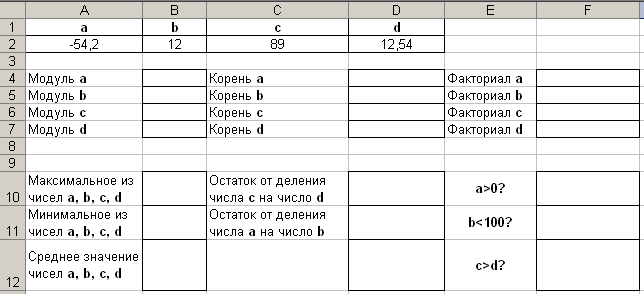 A B C D E F
1 a b c d
2 -54,2 12 89 12,54
3
4 Модуль a Корень a Факториал a
5 Модуль b Корень b Факториал b
6 Модуль c Корень c Факториал c
7 Модуль d Корень d Факториал d
8
9
Максимальное из Остаток от деления
10 чисел a, b, c, d числа c на число d a>0?
Минимальное из Остаток от деления
11 чисел a, b, c, d числа a на число b b<100?
Среднее значение
чисел a, b, c, d c>d?
12